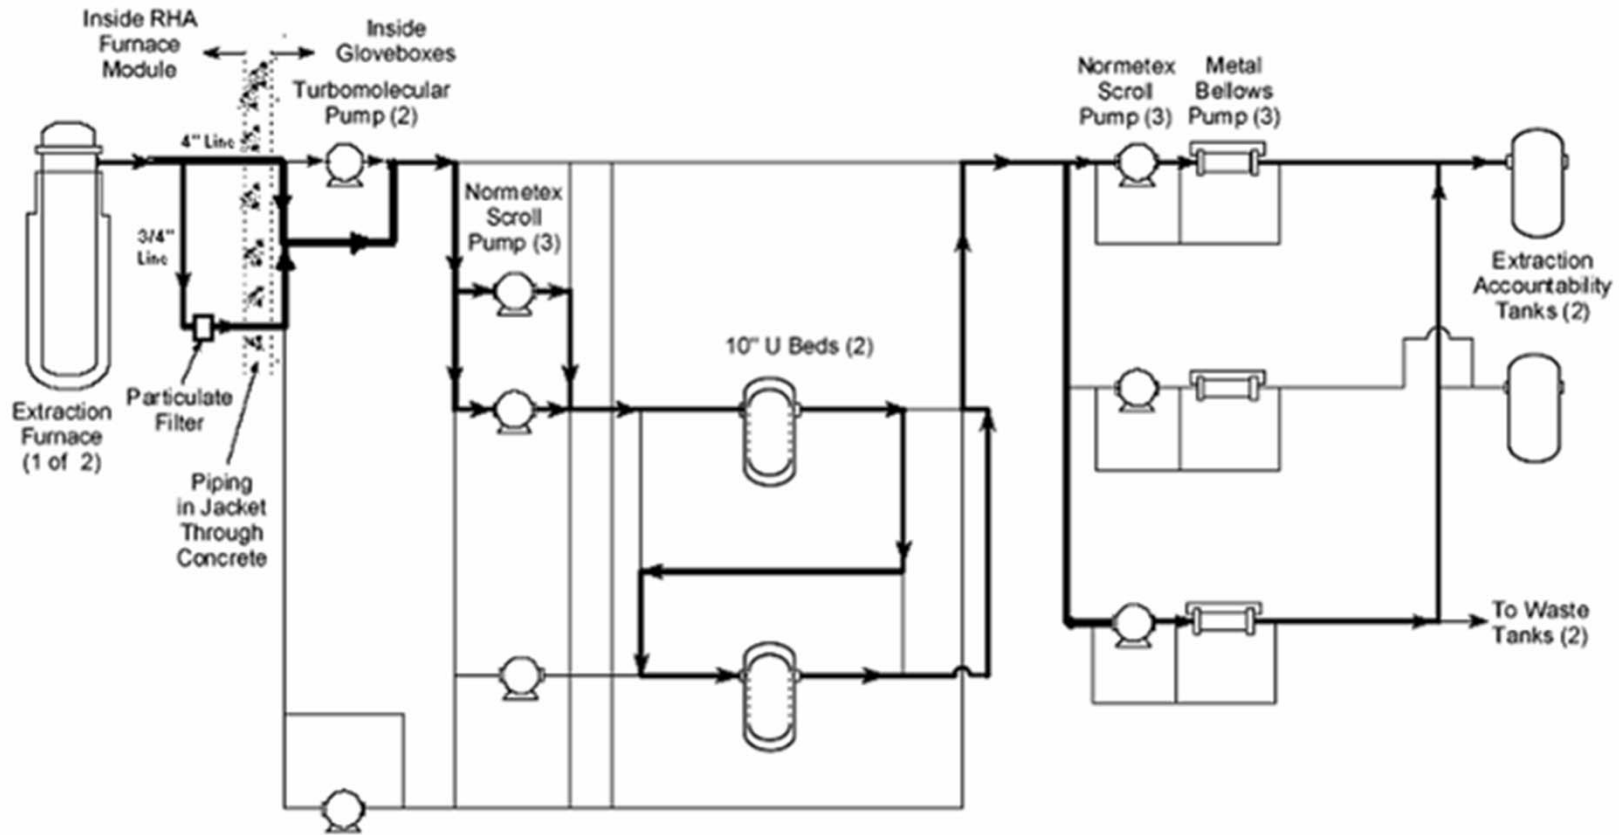 Inside RHA
Furnace
Module
Inside
Gloveboxes
Turbomolecular
Pump (2)
4" Line
3/4"
Line
Normetex
Scroll
Pump (3)
10" U Beds (2)
Normetex
Scroll
Pump (3)
Metal
Bellows
Pump (3)
Extraction
Accountability
Tanks (2)
Extraction
Furnace
(1 of 2)
Particulate
Filter
Piping
in Jacket
Through
Concrete
To Waste
Tanks (2)